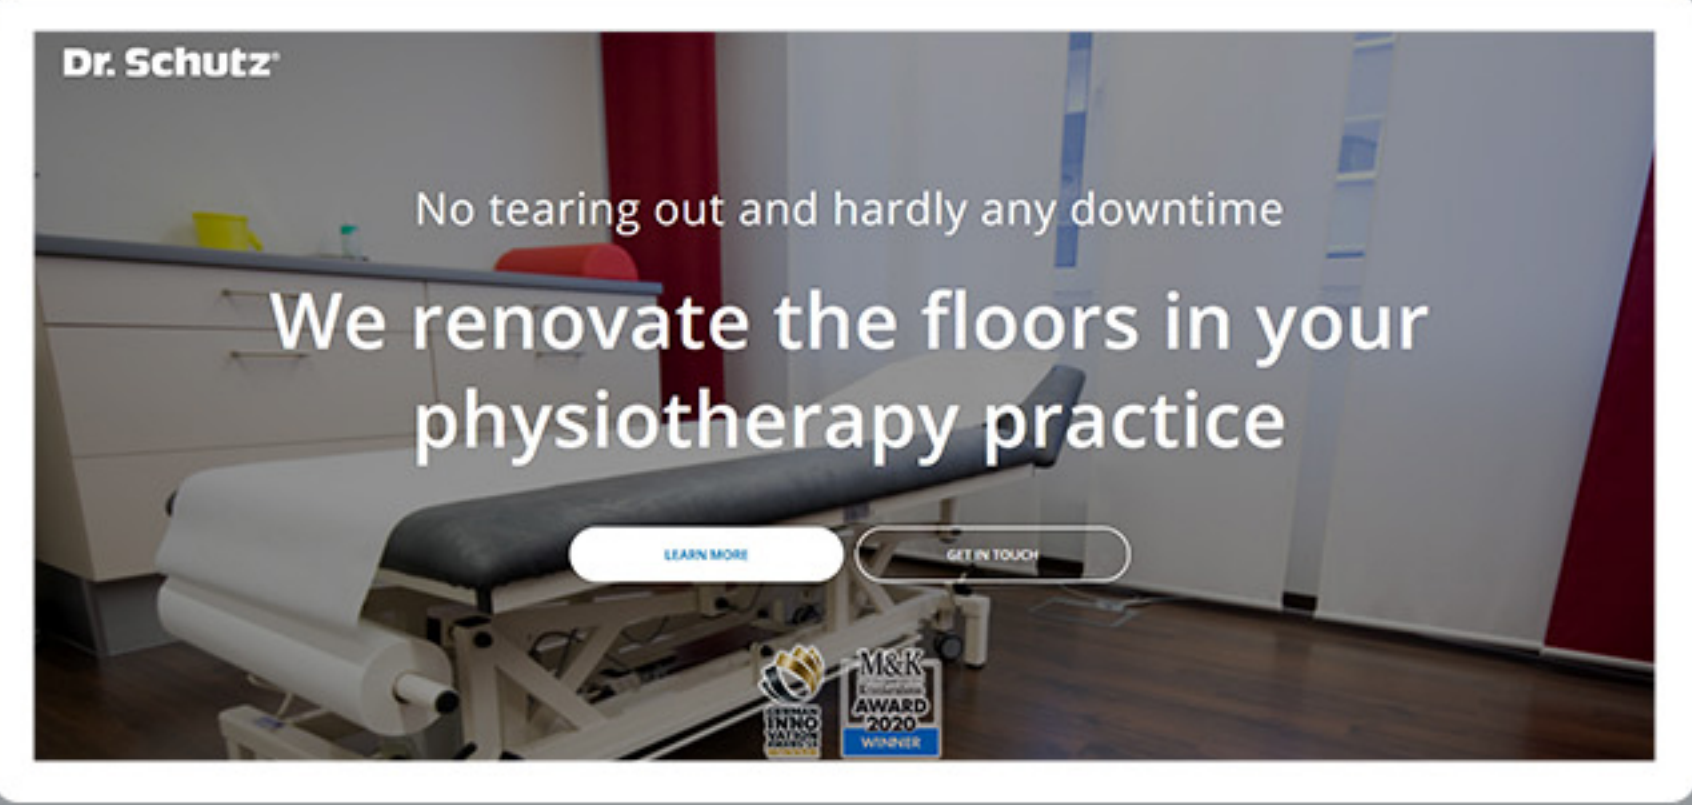 Dr. Schutz®
No tearing out and hardly any downtime
We renovate the floors in your
physiotherapy practice
LEARN MORE
GET IN TOUCH
GERMAN
INNO
VATION
M&K
AWARD
2020
WINNER